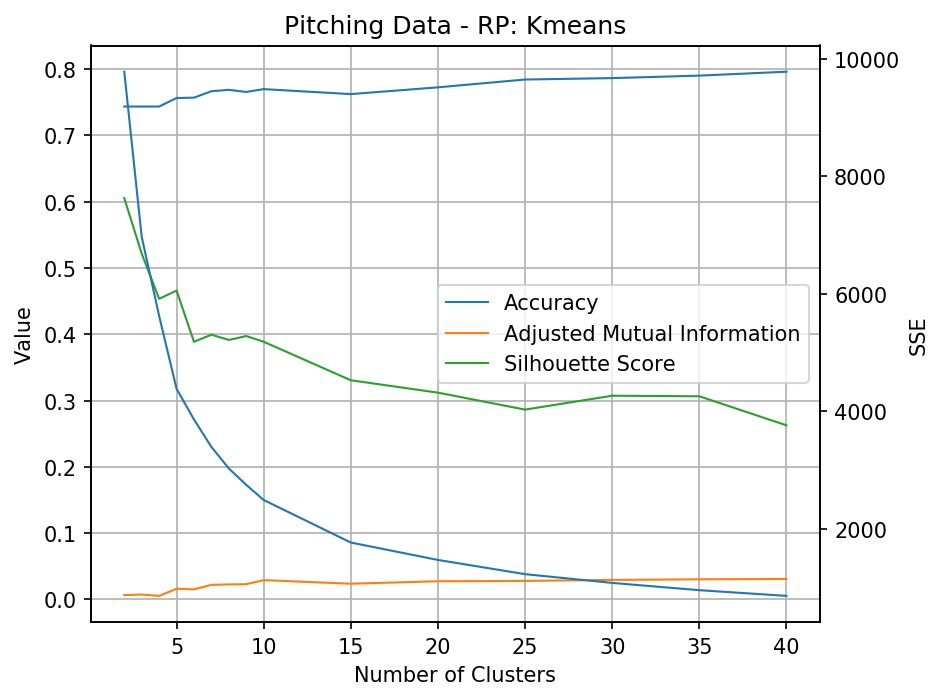 Pitching Data - RP: Kmeans
0.8
0.7
0.6
0.5
0.4
0.3
0.2
0.1
0.0
Value
10000
8000
6000
4000
2000
SSE
Accuracy
Adjusted Mutual Information
Silhouette Score
5 10 15 20 25 30 35 40
Number of Clusters